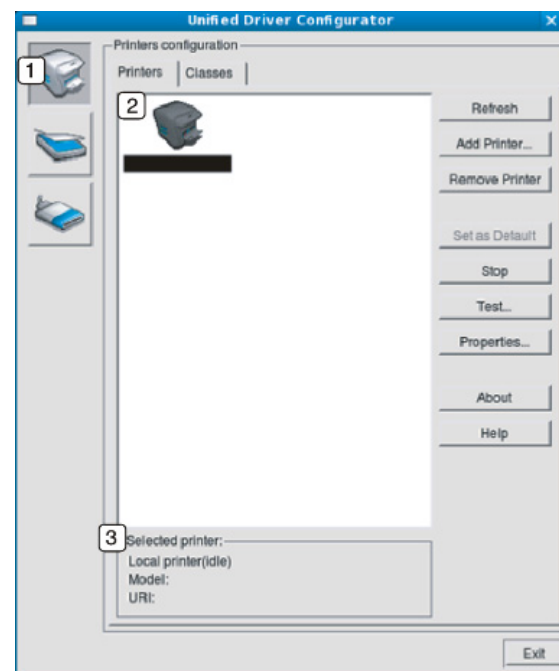 Unified Driver Configurator
1
Printers configuration
Printers
Classes
2
Refresh
Add Printer...
Remove Printer
Set as Default
Stop
Test...
Properties...
About
Help
3
Selected printer:
Local printer(idle)
Model:
URI:
Exit